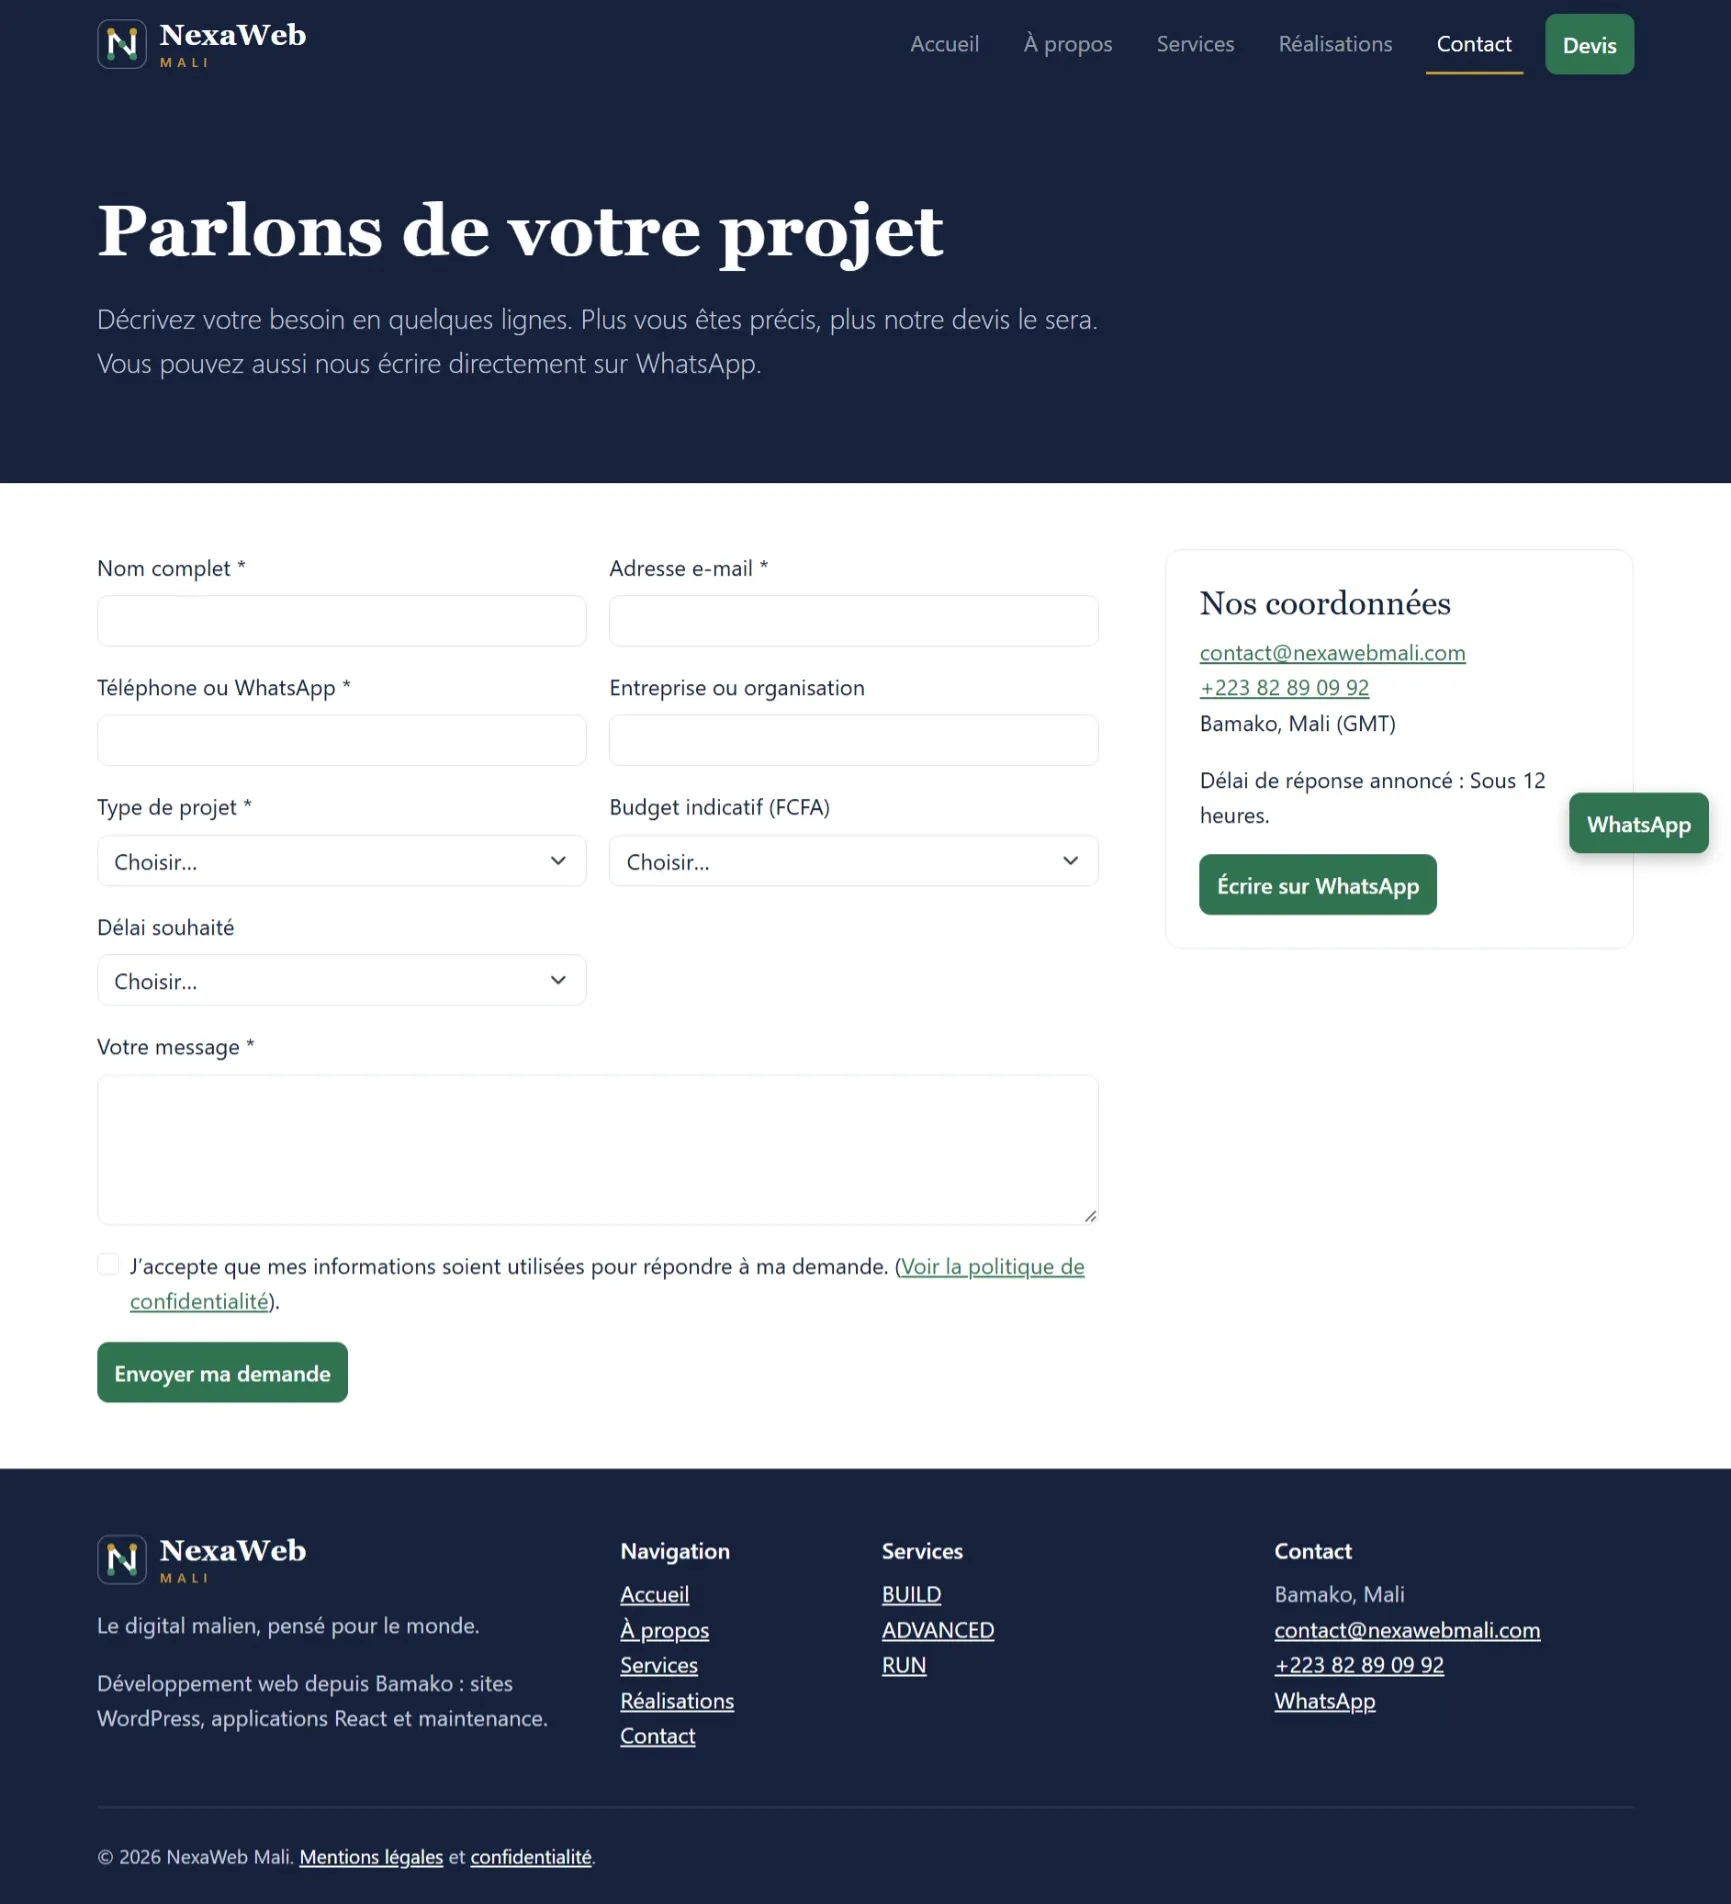 NexaWeb
MALI
Accueil
À propos
Services
Réalisations
Contact
Devis
Parlons de votre projet
Décrivez votre besoin en quelques lignes. Plus vous êtes précis, plus notre devis le sera.
Vous pouvez aussi nous écrire directement sur WhatsApp.
Nom complet *
Adresse e-mail *
Téléphone ou WhatsApp *
Entreprise ou organisation
Type de projet *
Choisir...
Budget indicatif (FCFA)
Choisir...
Délai souhaité
Choisir...
Votre message *
J’accepte que mes informations soient utilisées pour répondre à ma demande. (Voir la politique de
confidentialité).
Envoyer ma demande
Nos coordonnées
contact@nexawebmali.com
+223 82 89 09 92
Bamako, Mali (GMT)
Délai de réponse annoncé : Sous 12
heures.
Écrire sur WhatsApp
WhatsApp
NexaWeb
MALI
Le digital malien, pensé pour le monde.
Développement web depuis Bamako : sites
WordPress, applications React et maintenance.
Navigation
Accueil
À propos
Services
Réalisations
Contact
Services
BUILD
ADVANCED
RUN
Contact
Bamako, Mali
contact@nexawebmali.com
+223 82 89 09 92
WhatsApp
© 2026 NexaWeb Mali. Mentions légales et confidentialité.